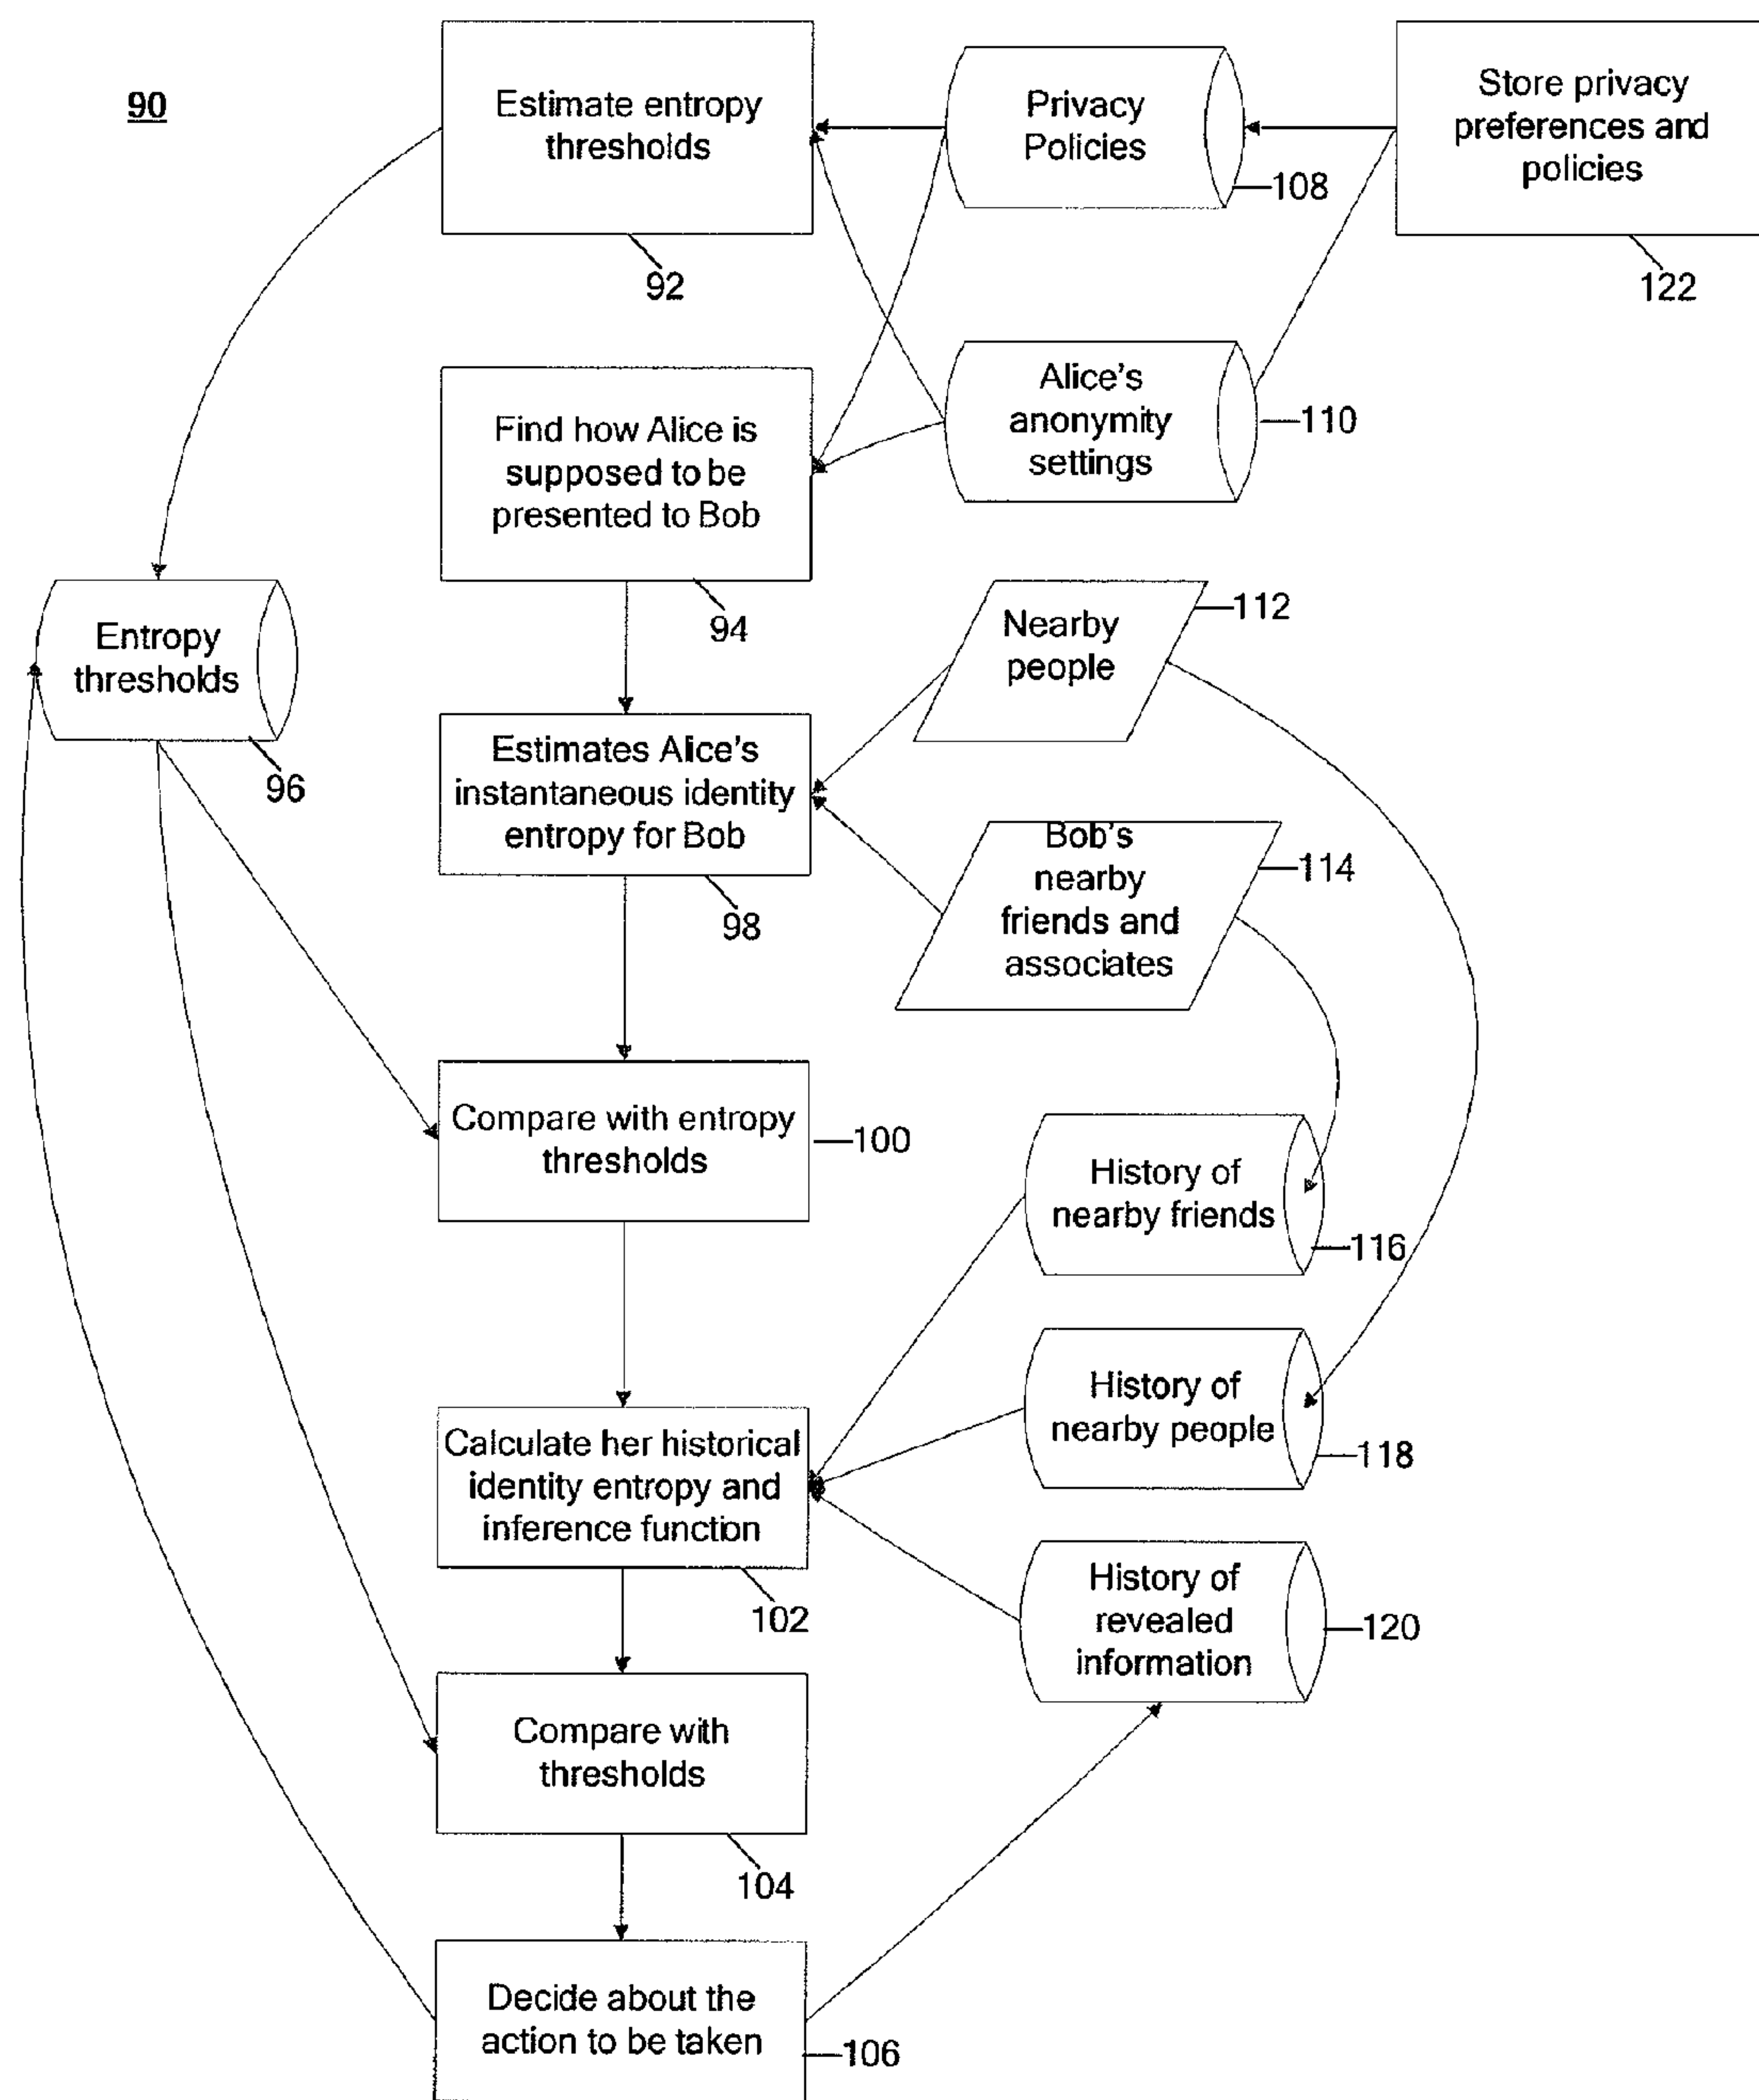 90
Estimate entropy
thresholds
92
Privacy
Policies
108
Store privacy
preferences and
policies
122
Find how Alice is
supposed to be
presented to Bob
94
Alice's
anonymity
settings
110
Entropy
thresholds
96
Nearby
people
112
Estimates Alice's
instantaneous identity
entropy for Bob
98
Bob's
nearby
friends and
associates
114
Compare with entropy
thresholds
100
History of
nearby friends
116
Calculate her historical
identity entropy and
inference function
102
History of
nearby people
118
History of
revealed
information
120
Compare with
thresholds
104
Decide about the
action to be taken
106